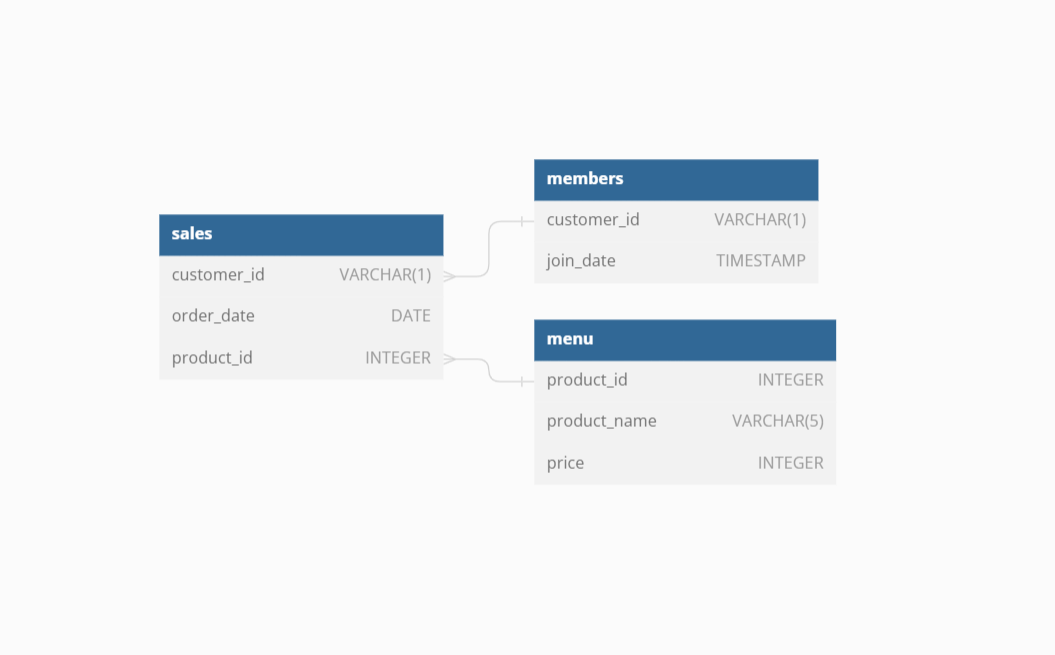 sales
customer_id VARCHAR(1)
order_date DATE
product_id INTEGER
members
customer_id VARCHAR(1)
join_date TIMESTAMP
menu
product_id INTEGER
product_name VARCHAR(5)
price INTEGER